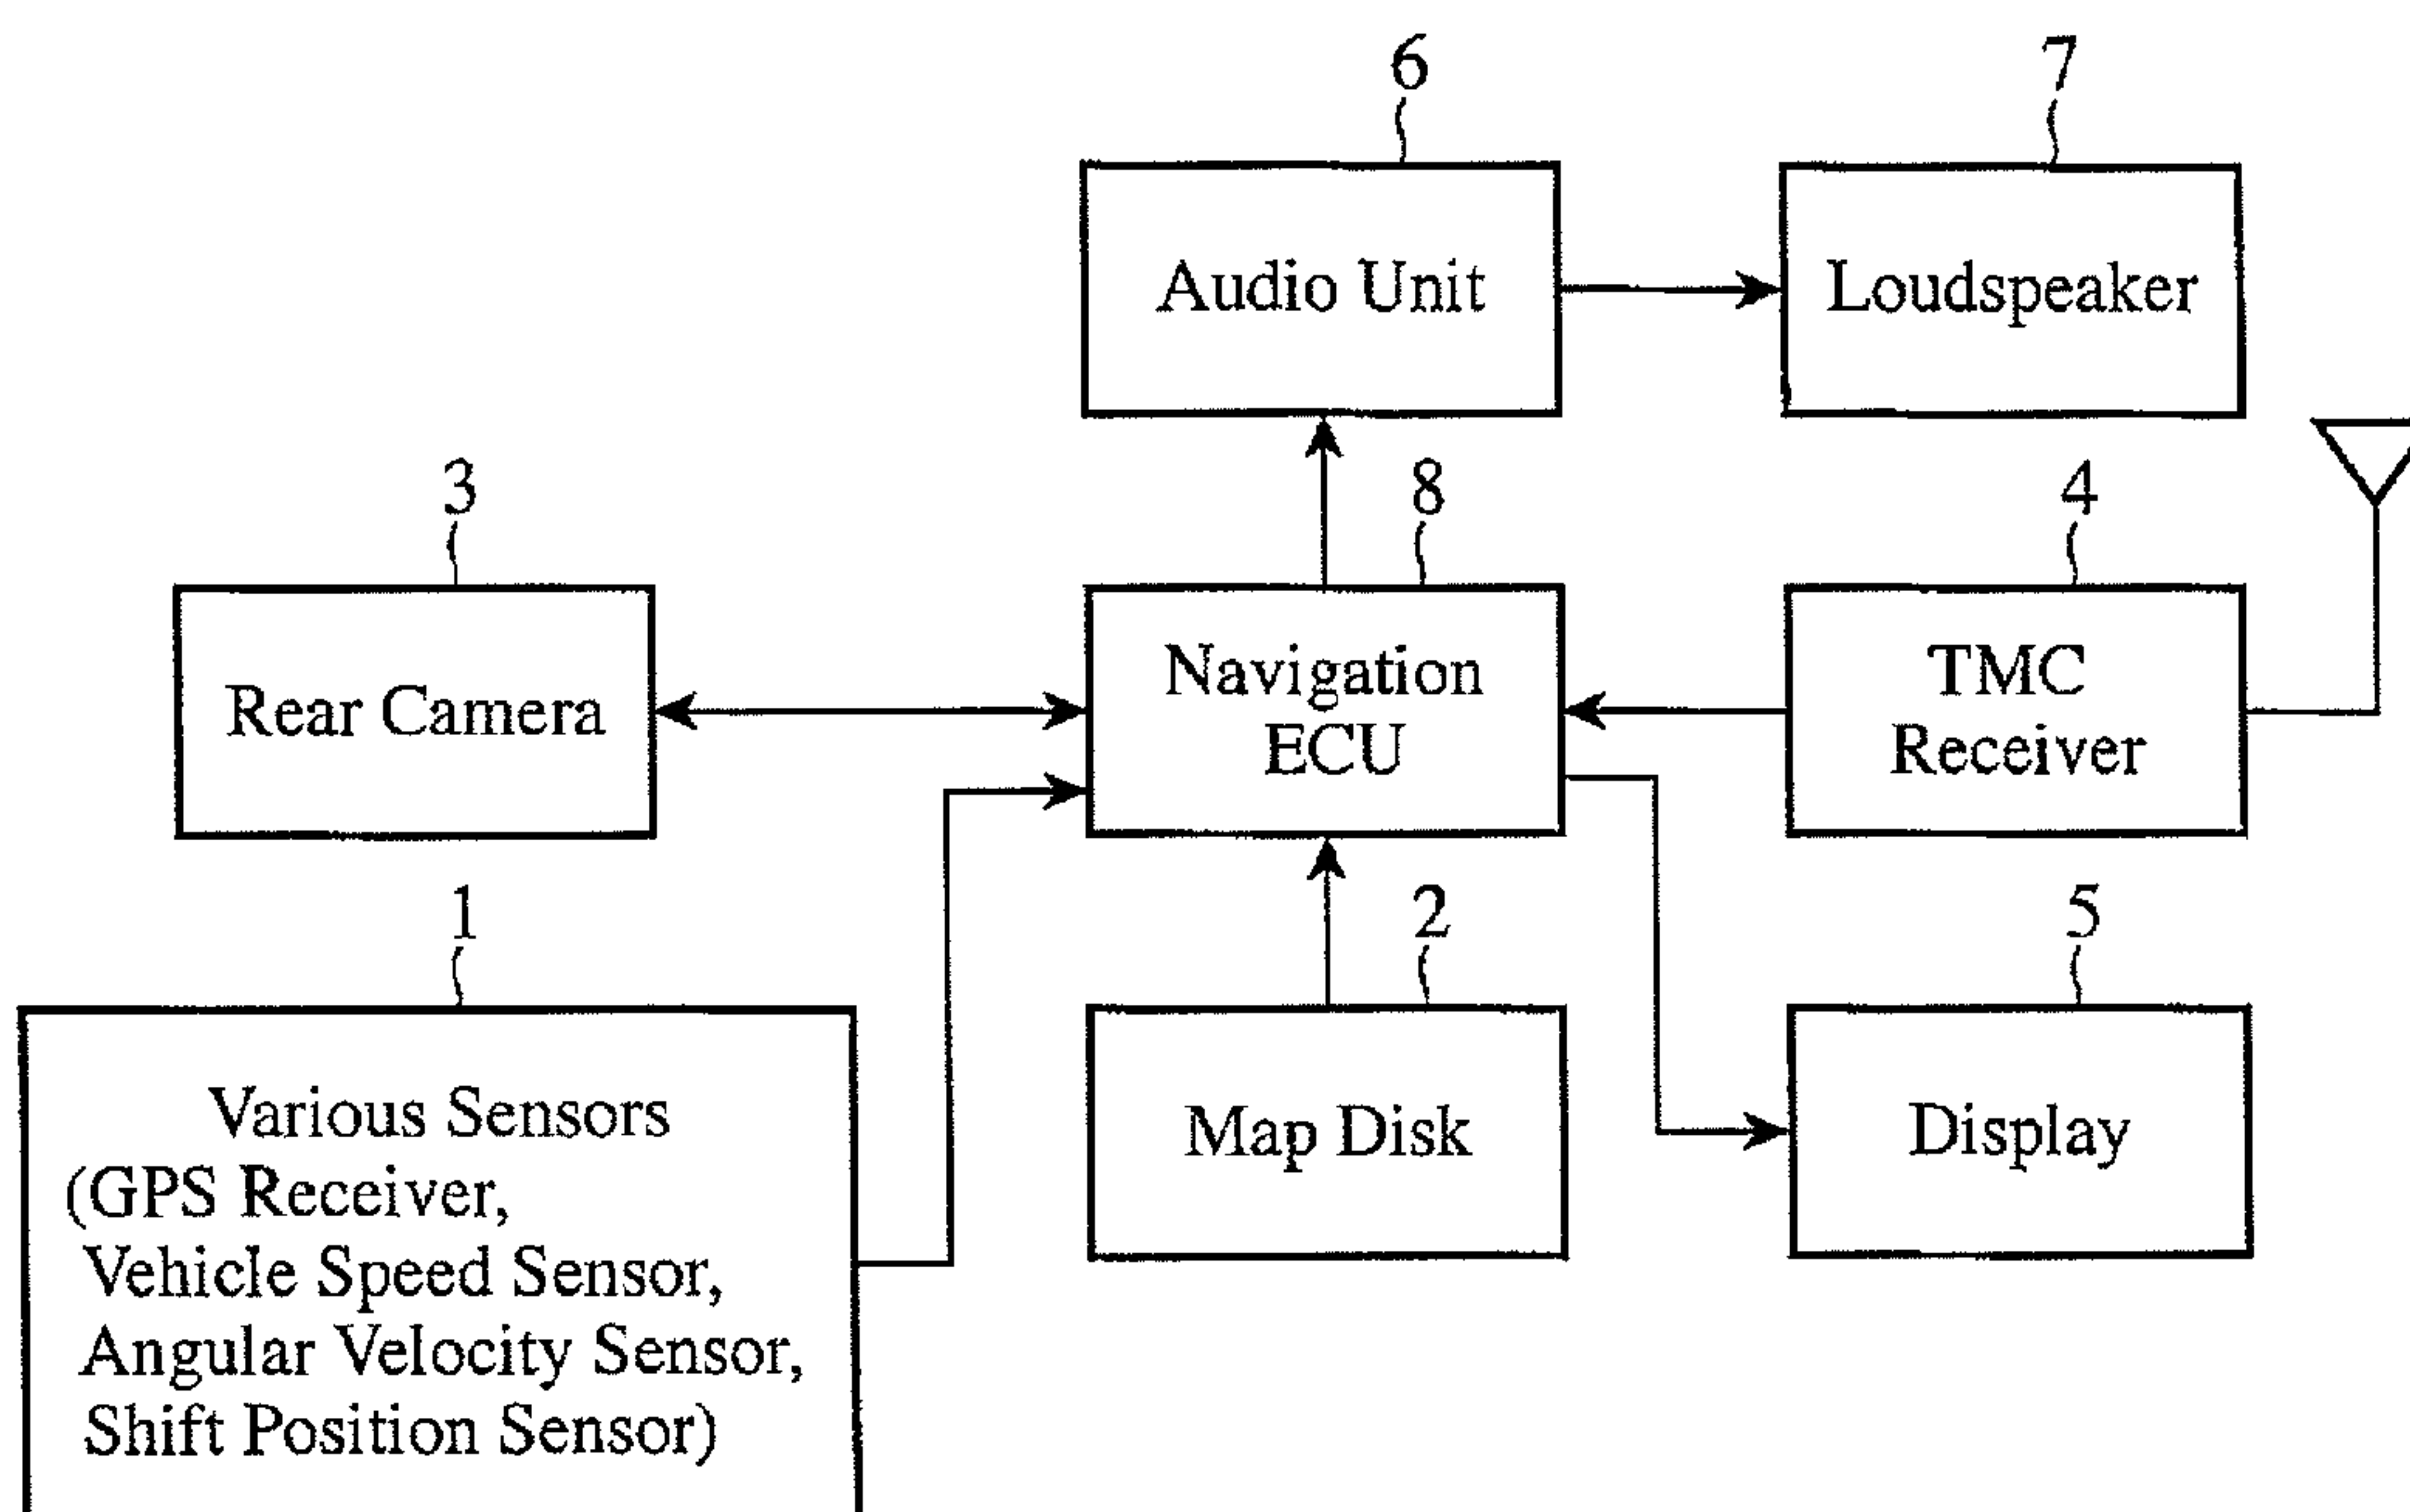 6
7
Audio Unit
Loudspeaker
3
8
4
Rear Camera
Navigation
ECU
TMC
Receiver
1
2
5
Various Sensors
(GPS Receiver,
Vehicle Speed Sensor,
Angular Velocity Sensor,
Shift Position Sensor)
Map Disk
Display